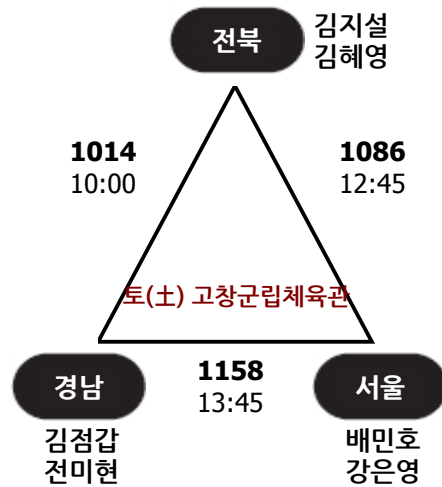 전북
김지설
김혜영
1014
10:00
1086
12:45
토(土) 고창군립체육관
경남
1158
13:45
서울
김점갑
전미현
배민호
강은영